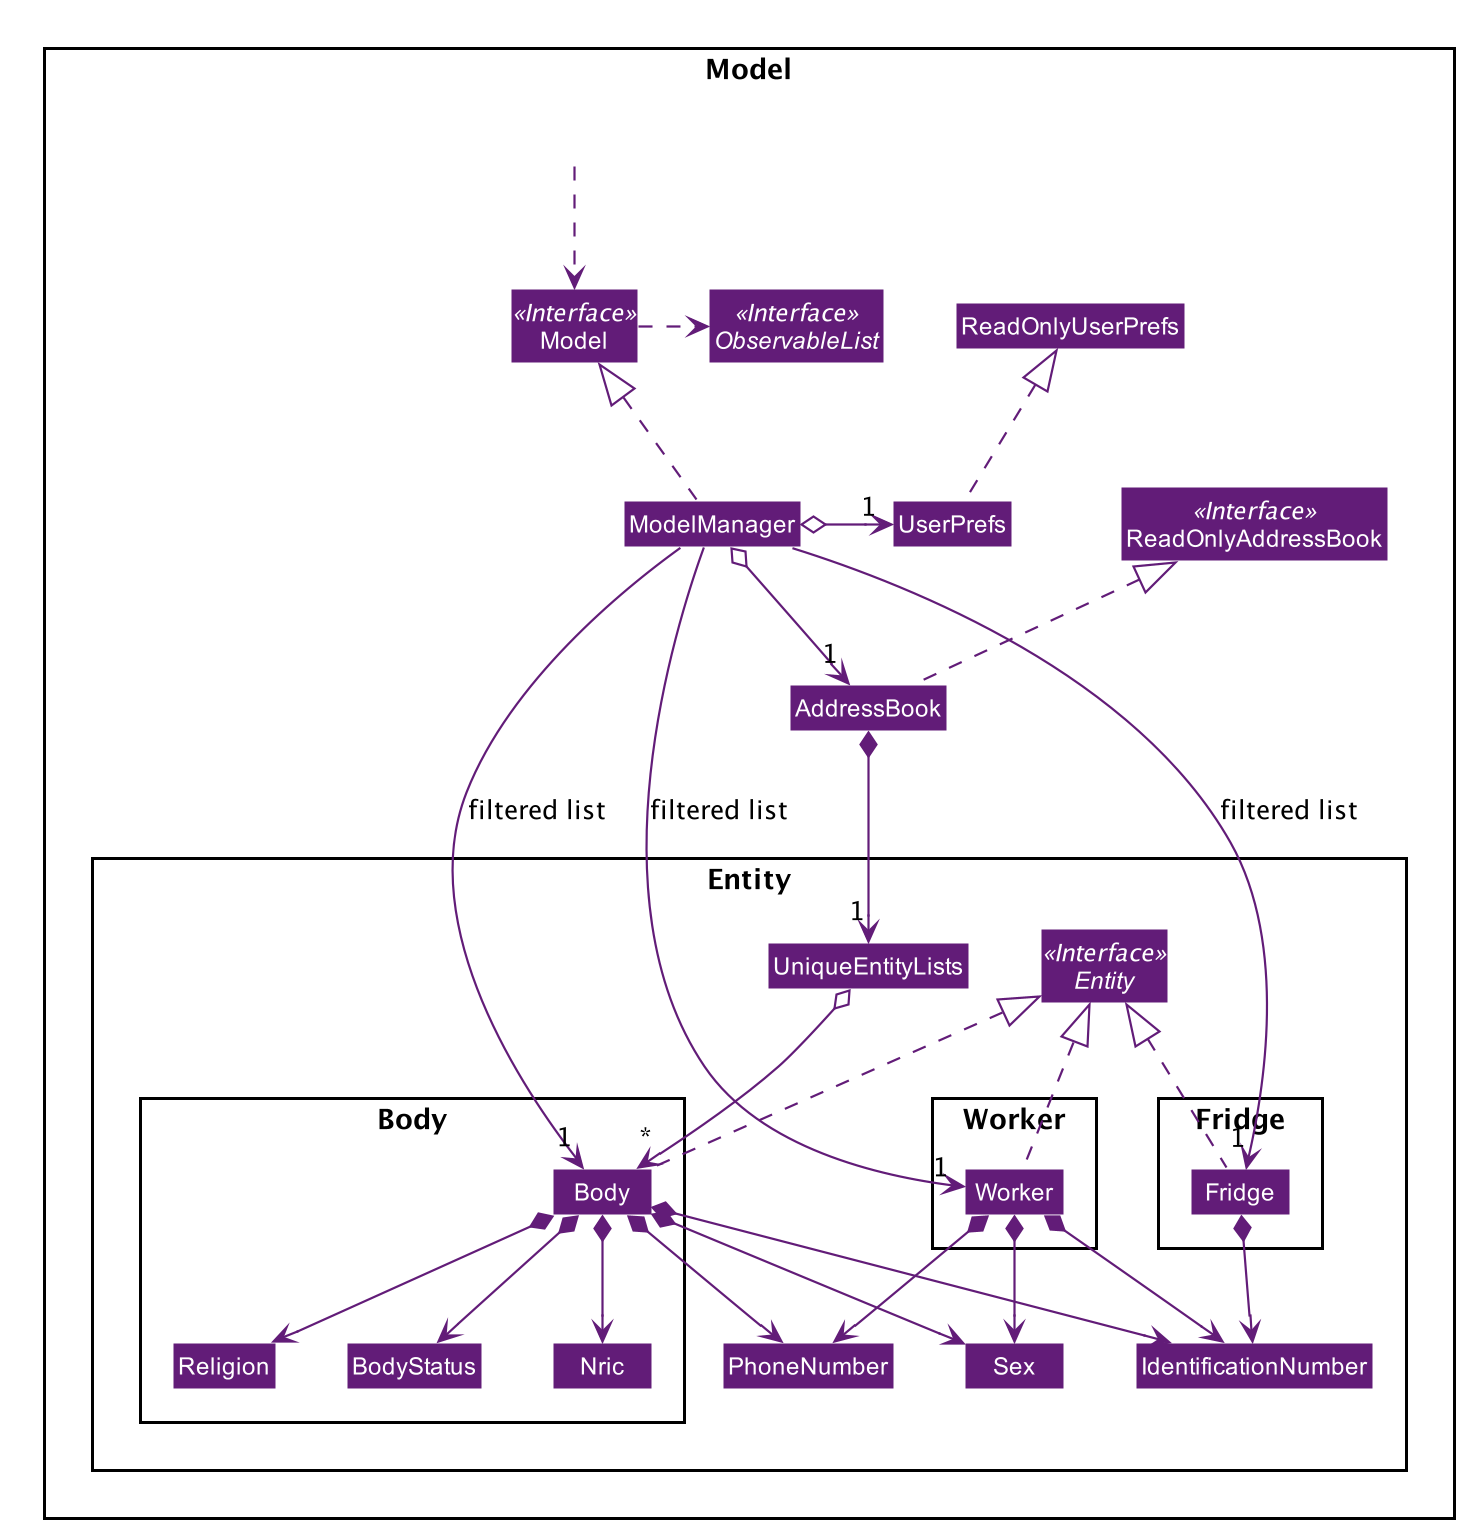 Model
«Interface»
Model
«Interface»
ObservableList
ReadOnlyUserPrefs
ModelManager
1
UserPrefs
«Interface»
ReadOnlyAddressBook
1
AddressBook
filtered list
filtered list
filtered list
Entity
1
UniqueEntityLists
«Interface»
Entity
Body
Worker
Fridge
1
*
1
1
Body
Worker
Fridge
Religion
BodyStatus
Nric
PhoneNumber
Sex
IdentificationNumber